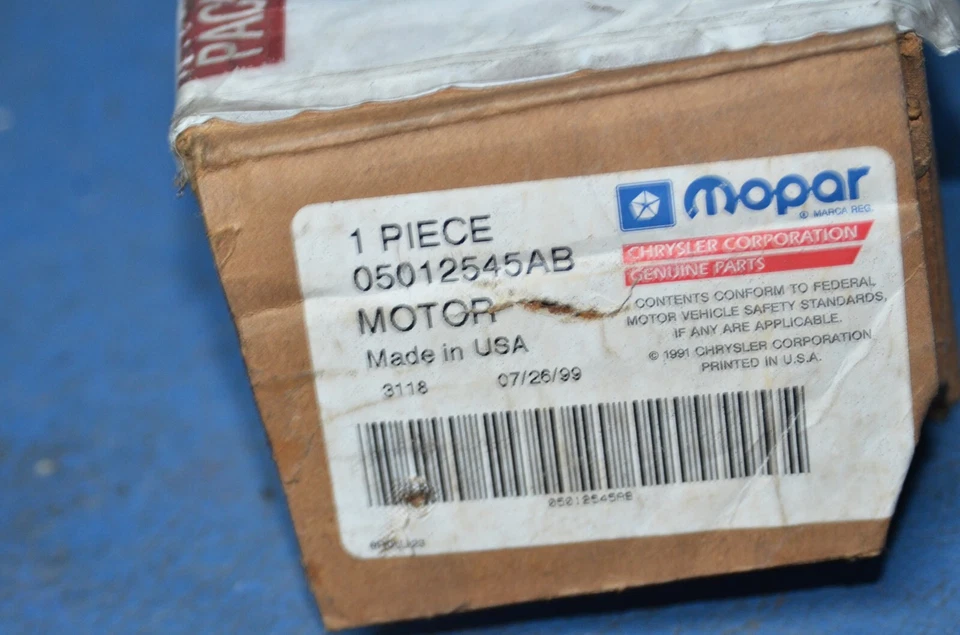 PAC
1 PIECE
05012545AB
MOTOR
Made in USA
3118 07/26/99
mopar
® MARCA REG.
CHRYSLER CORPORATION
GENUINE PARTS
CONTENTS CONFORM TO FEDERAL
MOTOR VEHICLE SAFETY STANDARDS,
IF ANY ARE APPLICABLE.
© 1991 CHRYSLER CORPORATION
PRINTED IN U.S.A.
05012545AB